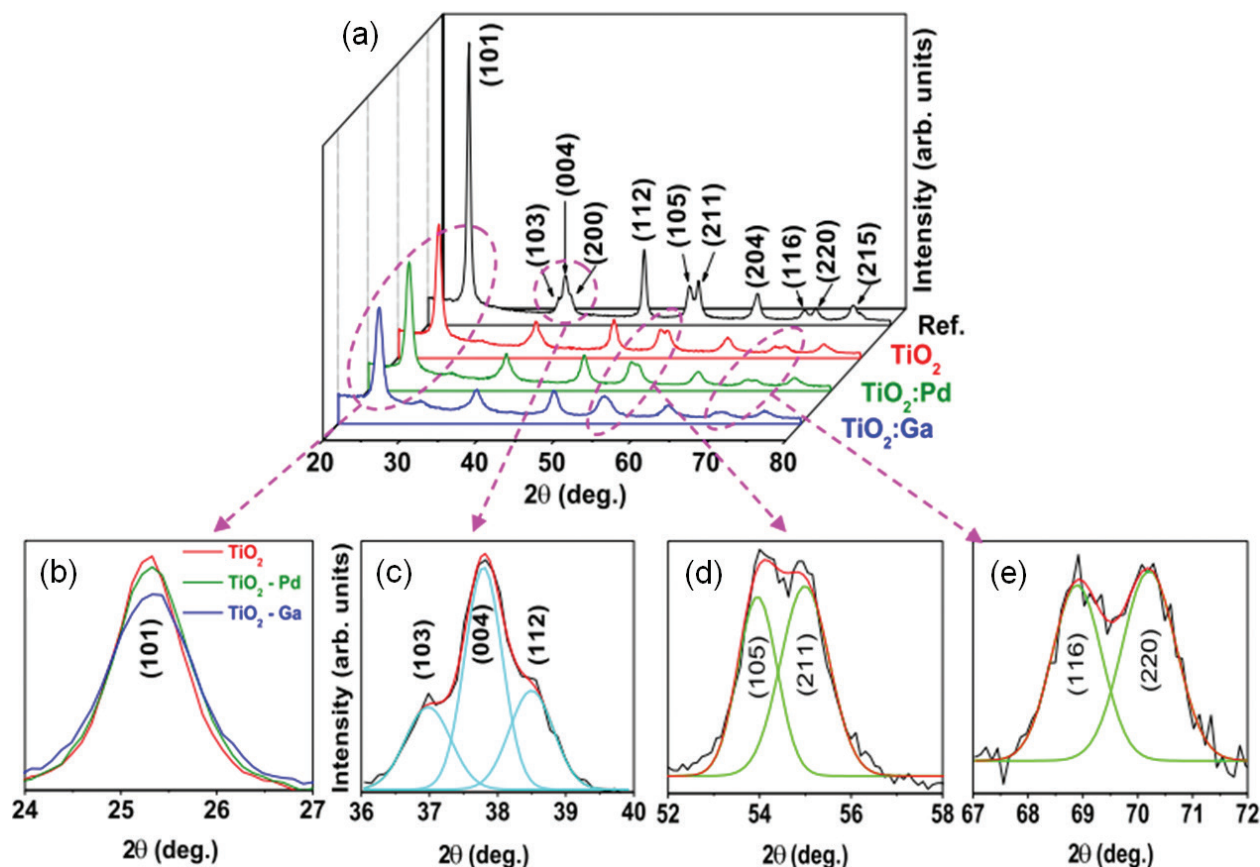 (a)
(101)
(103)
(004)
(200)
(112)
(105)
(211)
(204)
(116)
(220)
(215)
Intensity (arb. units)
Ref.
TiO₂
TiO₂:Pd
TiO₂:Ga
20 30 40 50 60 70 80
2θ (deg.)
(b)
TiO₂
TiO₂ - Pd
TiO₂ - Ga
(101)
24 25 26 27
2θ (deg.)
(c)
Intensity (arb. units)
(103)
(004)
(112)
36 37 38 39 40
2θ (deg.)
(d)
(105)
(211)
52 54 56 58
2θ (deg.)
(e)
(116)
(220)
67 68 69 70 71 72
2θ (deg.)